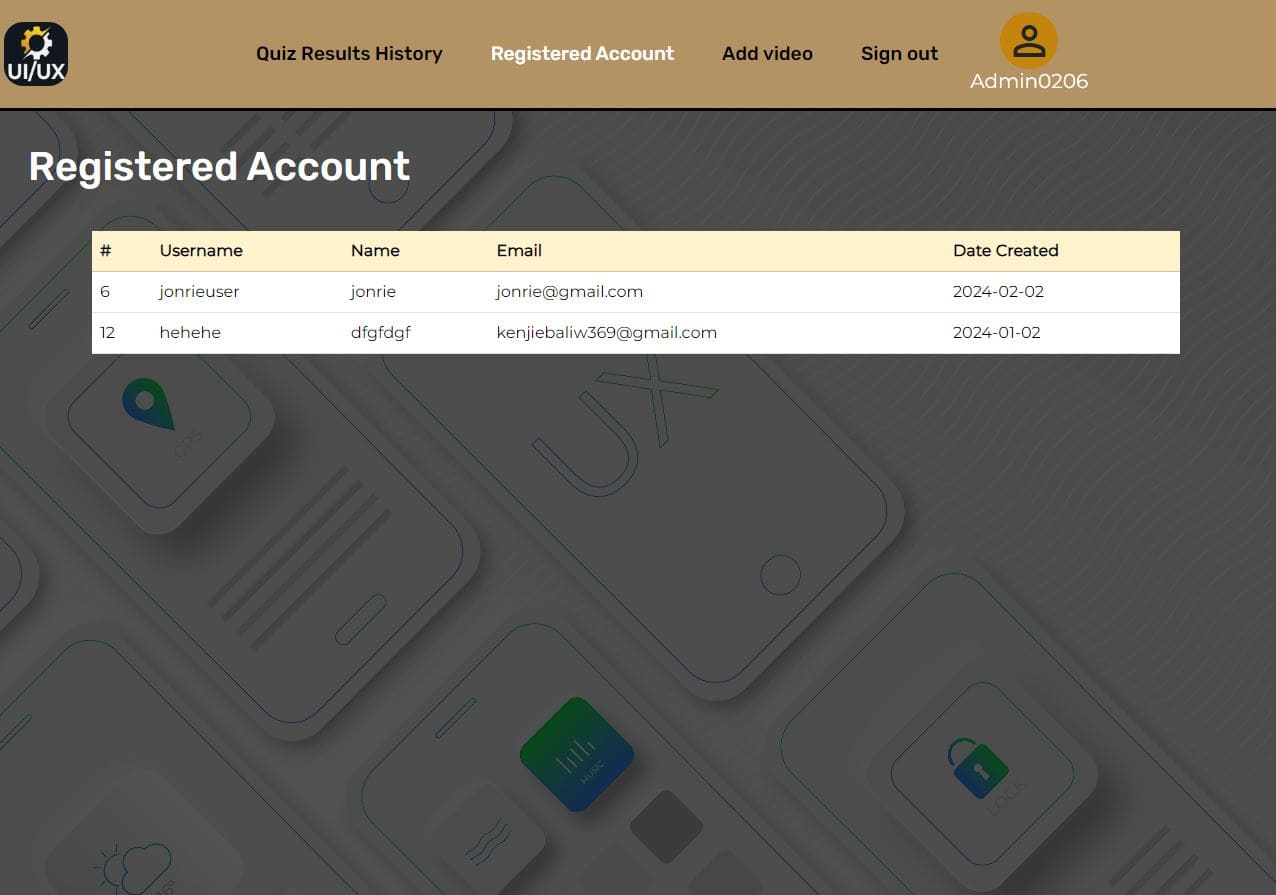 UI/UX
Quiz Results History Registered Account Add video Sign out
Admin0206
Registered Account
# Username Name Email Date Created
6 jonrieuser jonrie jonrie@gmail.com 2024-02-02
12 hehehe dfgfdgf kenjiebaliw369@gmail.com 2024-01-02
UX
GPS
MUSIC
LOCK